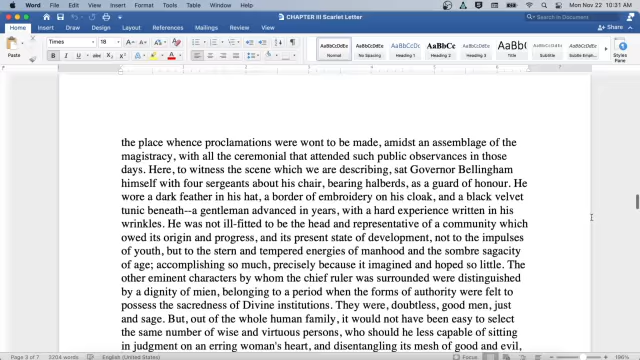 Word File Edit View Insert Format Tools Table Window Help
Mon Nov 22 10:31 AM
CHAPTER III Scarlet Letter
Search in Document
Home Insert Draw Design Layout References Mailings Review View
Share
Paste
Times
18
AaBbCcDdEe
Normal
No Spacing
Heading 1
Heading 2
Heading 3
Title
Subtitle
Subtle Emph...
Styles Pane
the place whence proclamations were wont to be made, amidst an assemblage of the
magistracy, with all the ceremonial that attended such public observances in those
days. Here, to witness the scene which we are describing, sat Governor Bellingham
himself with four sergeants about his chair, bearing halberds, as a guard of honour. He
wore a dark feather in his hat, a border of embroidery on his cloak, and a black velvet
tunic beneath--a gentleman advanced in years, with a hard experience written in his
wrinkles. He was not ill-fitted to be the head and representative of a community which
owed its origin and progress, and its present state of development, not to the impulses
of youth, but to the stern and tempered energies of manhood and the sombre sagacity
of age; accomplishing so much, precisely because it imagined and hoped so little. The
other eminent characters by whom the chief ruler was surrounded were distinguished
by a dignity of mien, belonging to a period when the forms of authority were felt to
possess the sacredness of Divine institutions. They were, doubtless, good men, just
and sage. But, out of the whole human family, it would not have been easy to select
the same number of wise and virtuous persons, who should he less capable of sitting
in judgment on an erring woman's heart, and disentangling its mesh of good and evil,
Page 3 of 7
3204 words
Focus